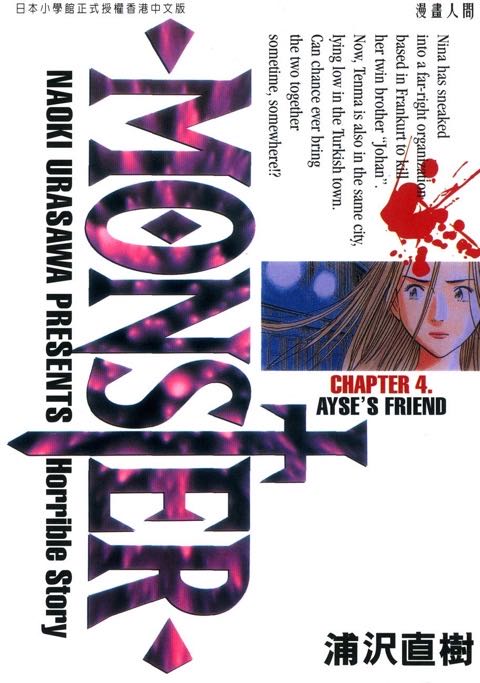 日本小學館正式授權香港中文版
漫畫人間
Nina has sneaked
into a far-right organization
based in Frankurt to kill
her twin brother "Johan".
Now, Tenma is also in the same city,
lying low in the Turkish town.
Can chance ever bring
the two together
sometime, somewhere!?
MONSTER
NAOKI URASAWA PRESENTS Horrible Story
CHAPTER 4.
AYSE'S FRIEND
浦沢直樹